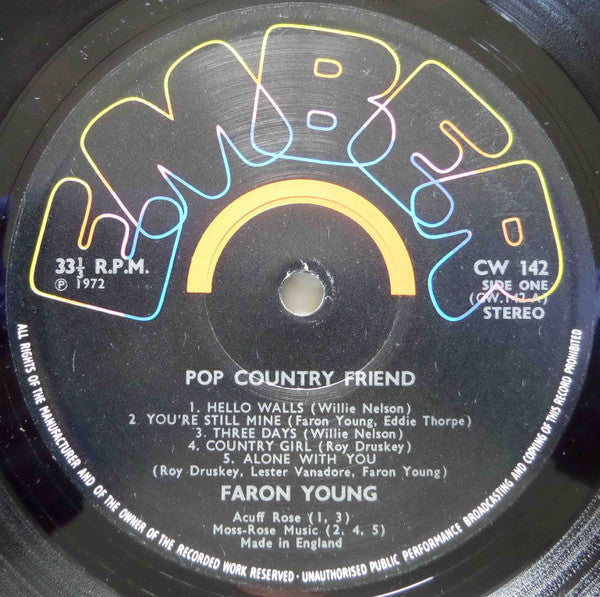 EMBER
33⅓ R.P.M.
Ⓟ 1972
CW 142
SIDE ONE
(CW.142 A)
STEREO
POP COUNTRY FRIEND
1. HELLO WALLS (Willie Nelson)
2. YOU'RE STILL MINE (Faron Young, Eddie Thorpe)
3. THREE DAYS (Willie Nelson)
4. COUNTRY GIRL (Roy Druskey)
5. ALONE WITH YOU
(Roy Druskey, Lester Vanadore, Faron Young)
FARON YOUNG
Acuff Rose (1, 3)
Moss-Rose Music (2, 4, 5)
Made in England
ALL RIGHTS OF THE MANUFACTURER AND OF THE OWNER OF THE RECORDED WORK RESERVED · UNAUTHORISED PUBLIC PERFORMANCE BROADCASTING AND COPYING OF THIS RECORD PROHIBITED